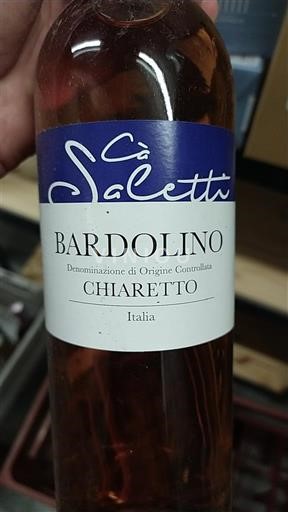 Cà
Saletti
BARDOLINO
Denominazione di Origine Controllata
CHIARETTO
Italia